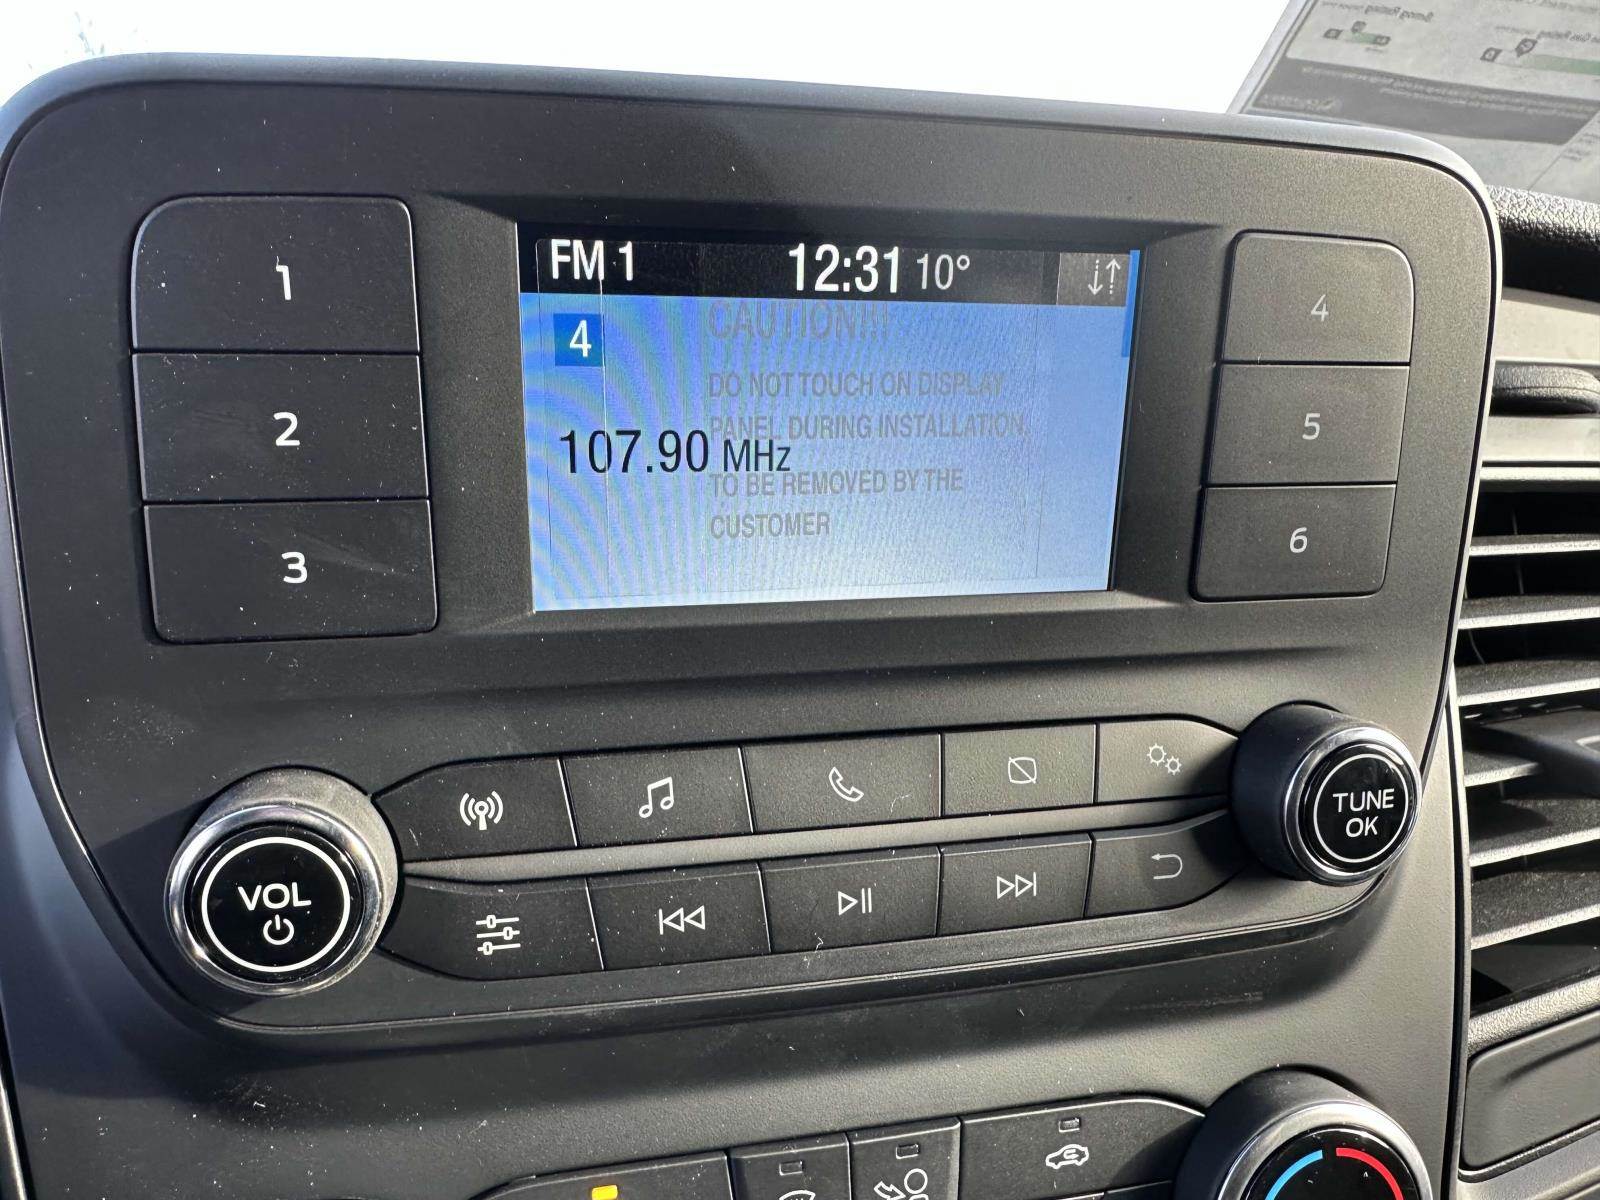 FM 1 12:31 10°
4
CAUTION!!!
DO NOT TOUCH ON DISPLAY
PANEL DURING INSTALLATION.
107.90 MHz
TO BE REMOVED BY THE
CUSTOMER
1
2
3
4
5
6
VOL
TUNE
OK